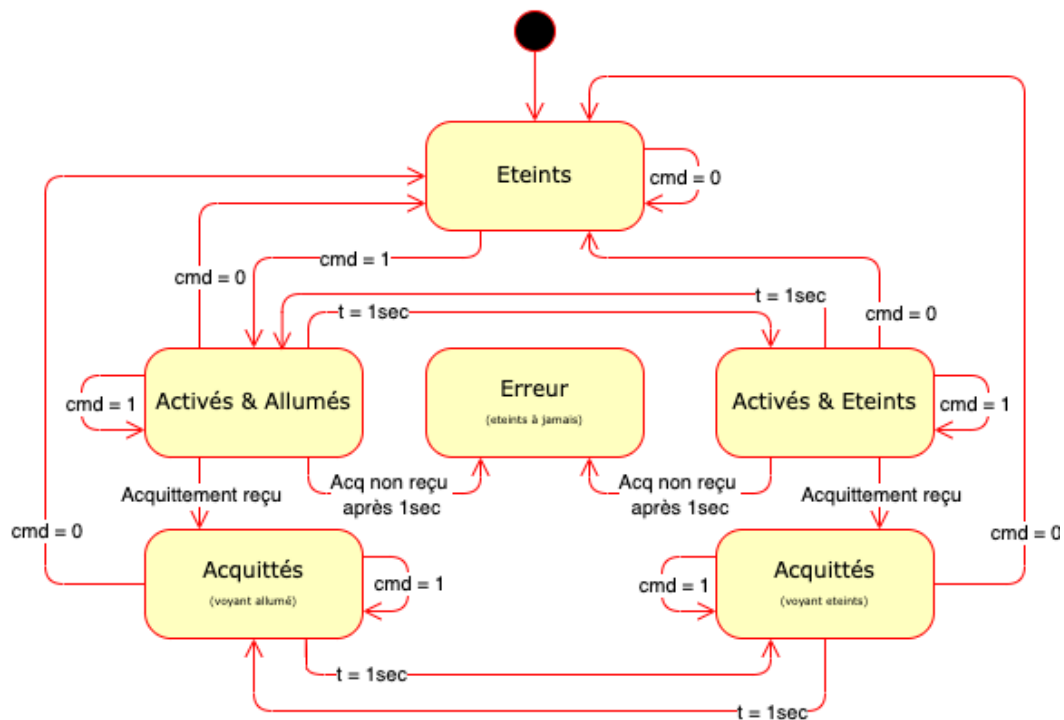 Eteints
cmd = 0
cmd = 1
cmd = 0
t = 1sec
t = 1sec
cmd = 0
Activés & Allumés
cmd = 1
Erreur
(eteints à jamais)
Activés & Eteints
cmd = 1
Acquittement reçu
Acq non reçu
après 1sec
Acq non reçu
après 1sec
Acquittement reçu
cmd = 0
cmd = 0
Acquittés
(voyant allumé)
cmd = 1
cmd = 1
Acquittés
(voyant eteints)
t = 1sec
t = 1sec